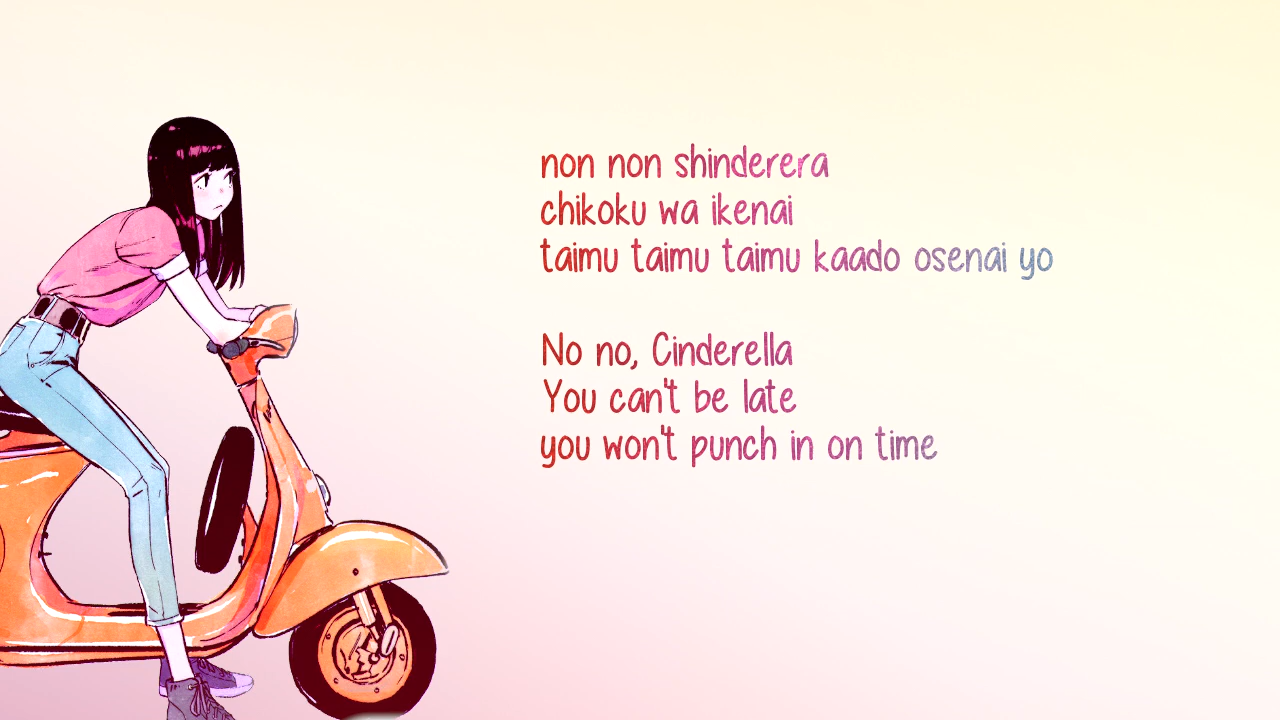 non non shinderera
chikoku wa ikenai
taimu taimu taimu kaado osenai yo
No no, Cinderella
You can't be late
you won't punch in on time